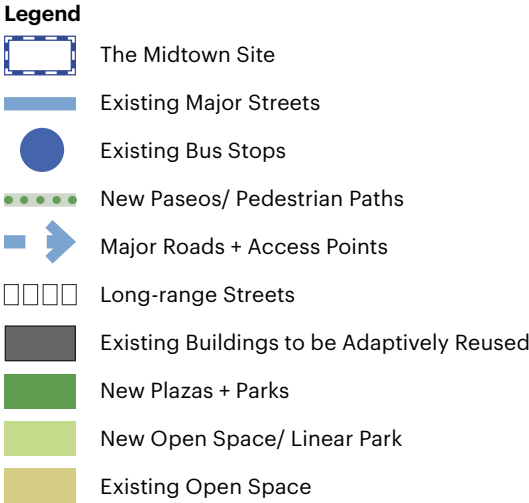 Legend
The Midtown Site
Existing Major Streets
Existing Bus Stops
New Paseos/ Pedestrian Paths
Major Roads + Access Points
Long-range Streets
Existing Buildings to be Adaptively Reused
New Plazas + Parks
New Open Space/ Linear Park
Existing Open Space